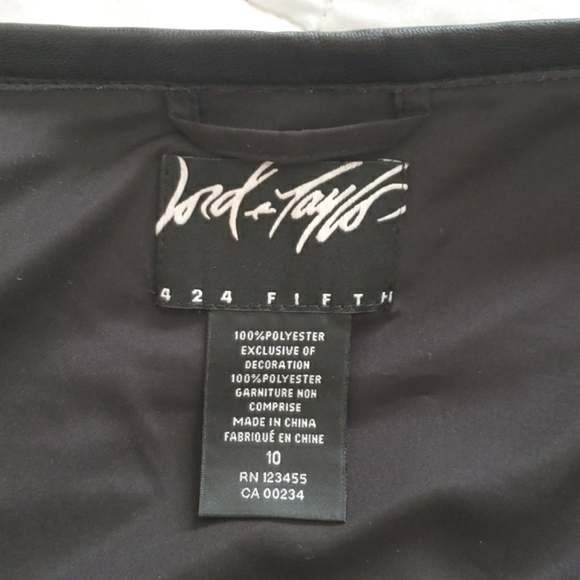 Lord & Taylor
424 FIFTH
100%POLYESTER
EXCLUSIVE OF
DECORATION
100%POLYESTER
GARNITURE NON
COMPRISE
MADE IN CHINA
FABRIQUÉ EN CHINE
10
RN 123455
CA 00234